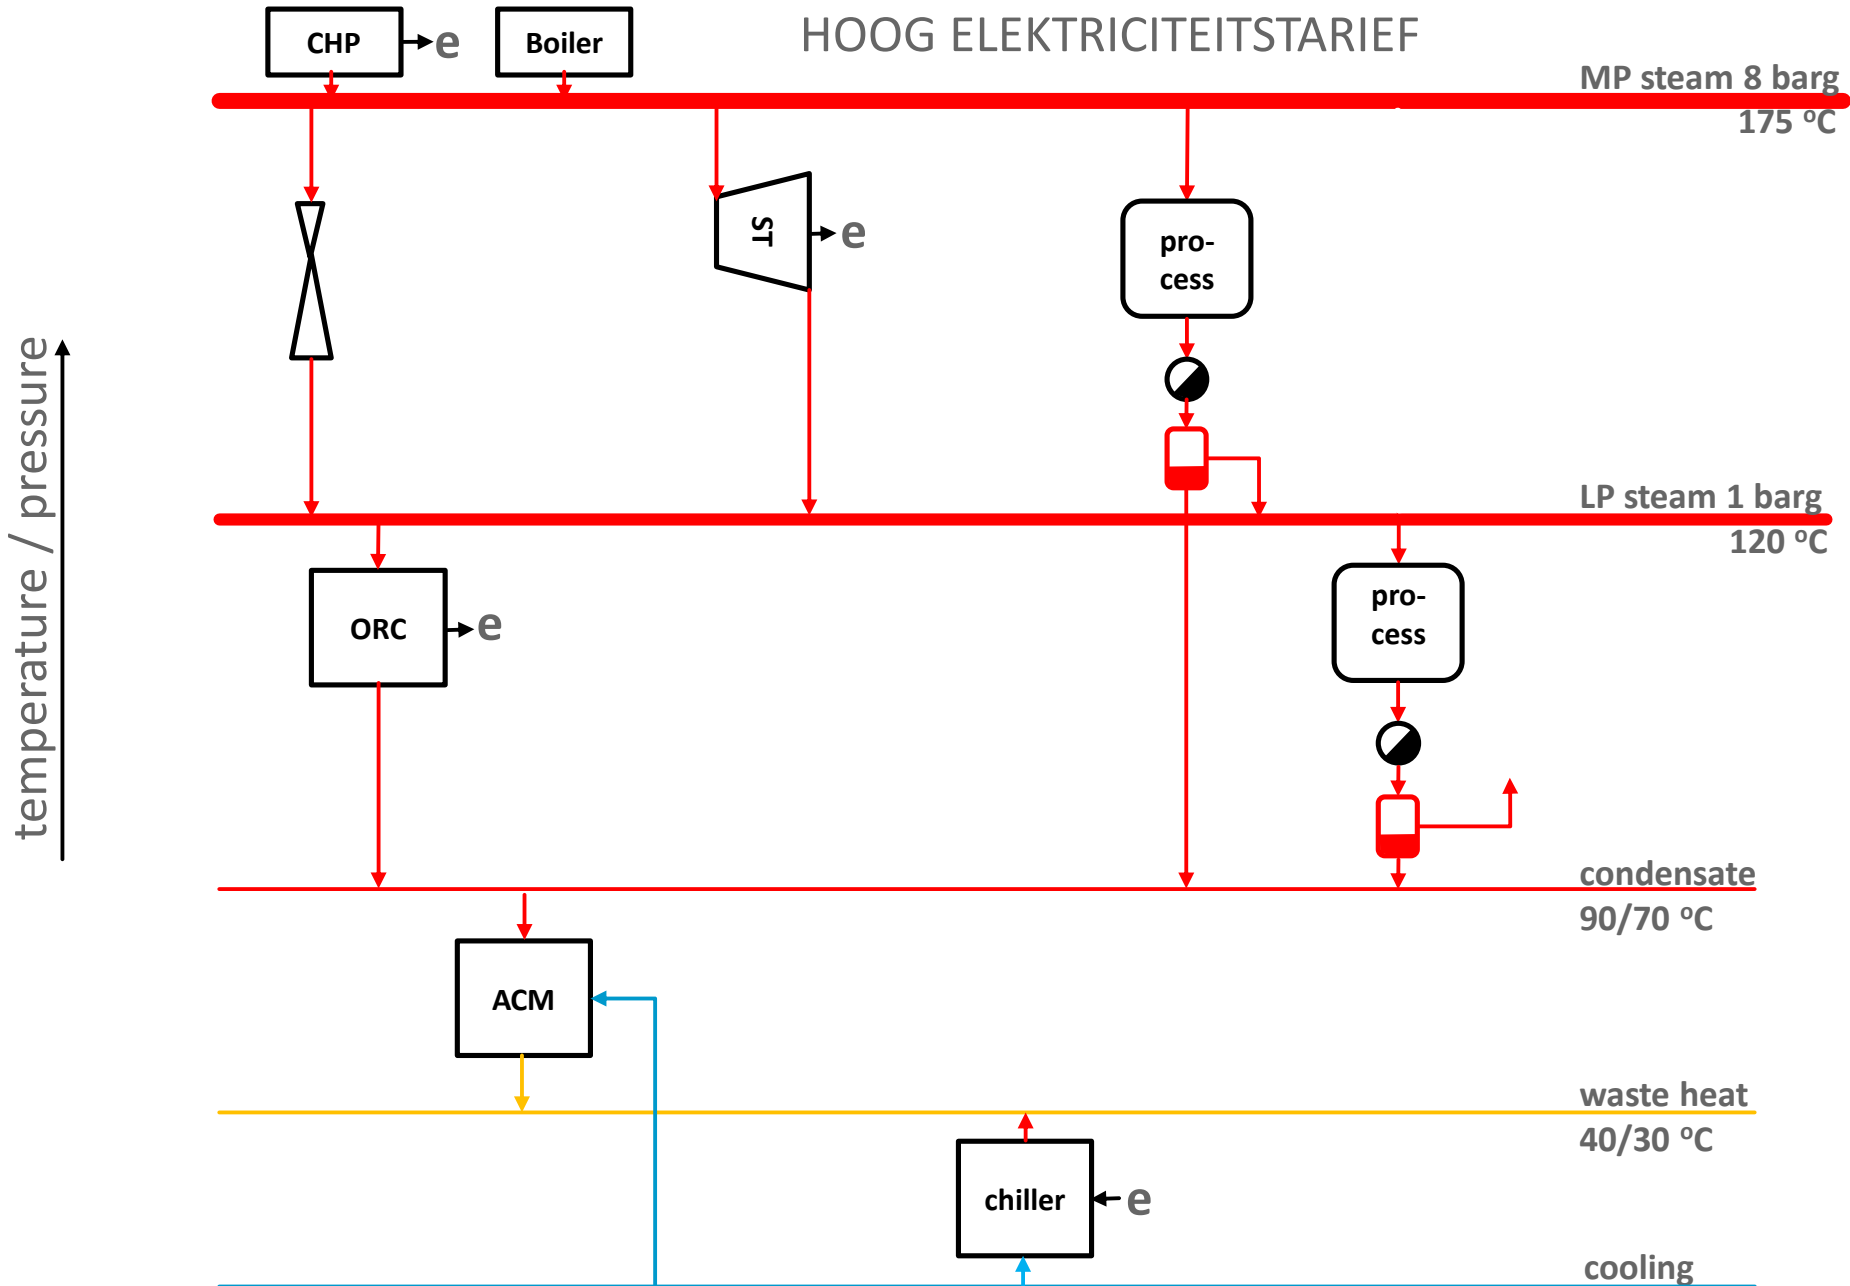 HOOG ELEKTRICITEITSTARIEF
CHP
e
Boiler
MP steam 8 barg
175 °C
ST
e
pro-
cess
temperature / pressure
LP steam 1 barg
120 °C
ORC
e
pro-
cess
condensate
90/70 °C
ACM
waste heat
40/30 °C
chiller
e
cooling